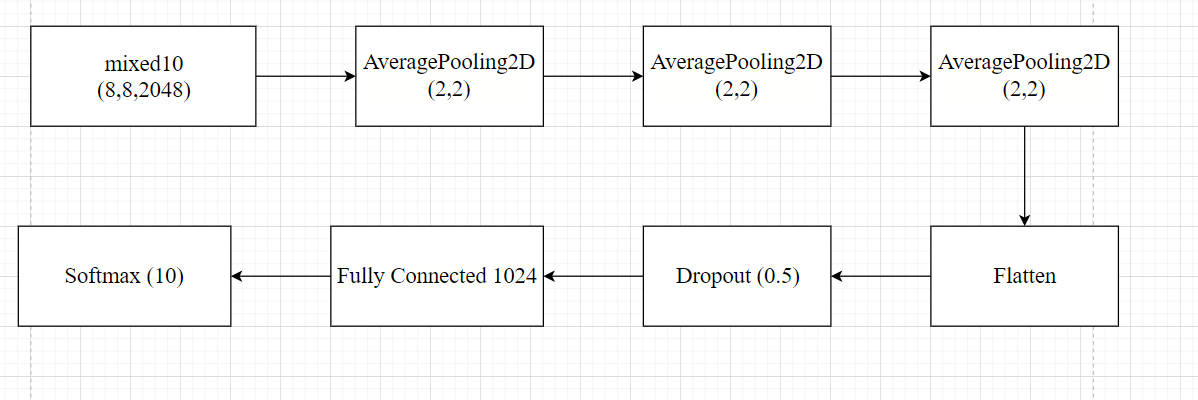 mixed10
(8,8,2048)
AveragePooling2D
(2,2)
AveragePooling2D
(2,2)
AveragePooling2D
(2,2)
Flatten
Dropout (0.5)
Fully Connected 1024
Softmax (10)